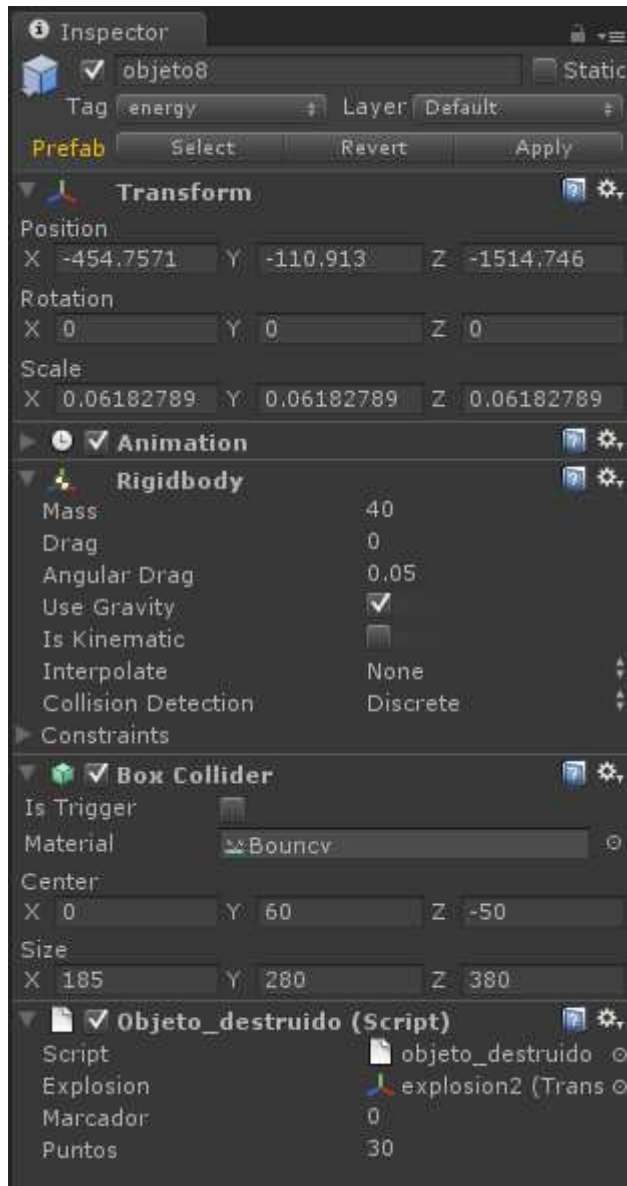 Inspector
objeto8 Static
Tag energy Layer Default
Prefab Select Revert Apply
Transform
Position
X -454.7571 Y -110.913 Z -1514.746
Rotation
X 0 Y 0 Z 0
Scale
X 0.06182789 Y 0.06182789 Z 0.06182789
Animation
Rigidbody
Mass 40
Drag 0
Angular Drag 0.05
Use Gravity
Is Kinematic
Interpolate None
Collision Detection Discrete
Constraints
Box Collider
Is Trigger
Material Bouncy
Center
X 0 Y 60 Z -50
Size
X 185 Y 280 Z 380
Objeto_destruido (Script)
Script objeto_destruido
Explosion explosion2 (Trans
Marcador 0
Puntos 30